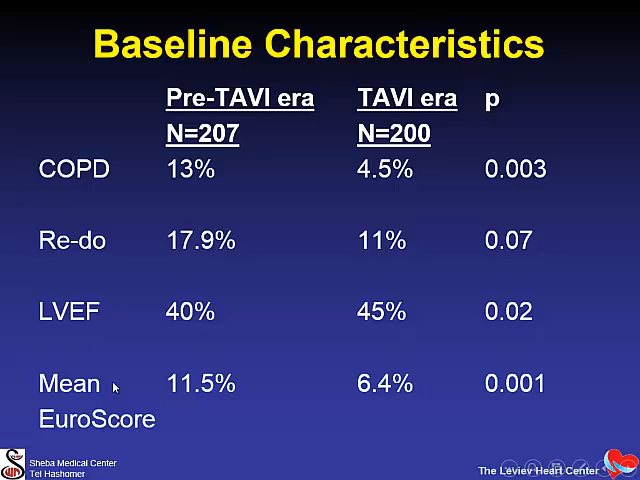 Baseline Characteristics
Pre-TAVI era TAVI era p
N=207 N=200
COPD 13% 4.5% 0.003
Re-do 17.9% 11% 0.07
LVEF 40% 45% 0.02
Mean 11.5% 6.4% 0.001
EuroScore
Sheba Medical Center
Tel Hashomer
The Leviev Heart Center